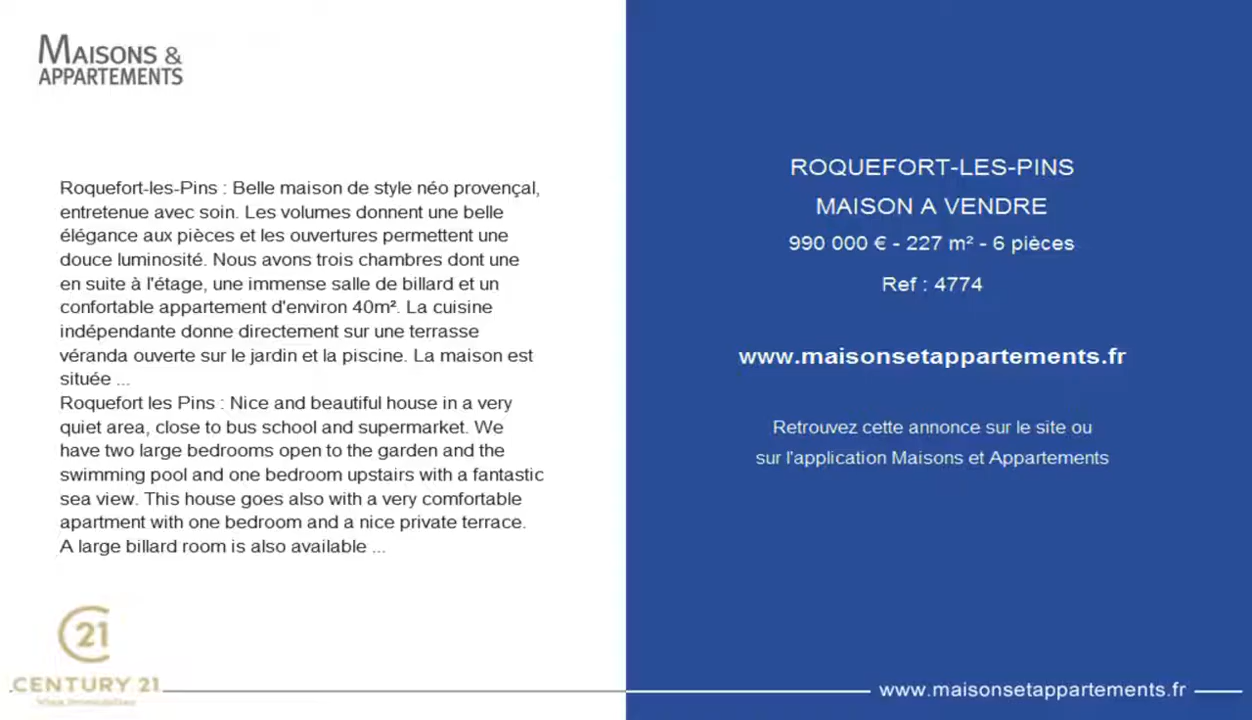 MAISONS &
APPARTEMENTS
Roquefort-les-Pins : Belle maison de style néo provençal,
entretenue avec soin. Les volumes donnent une belle
élégance aux pièces et les ouvertures permettent une
douce luminosité. Nous avons trois chambres dont une
en suite à l'étage, une immense salle de billard et un
confortable appartement d'environ 40m². La cuisine
indépendante donne directement sur une terrasse
véranda ouverte sur le jardin et la piscine. La maison est
située ...
Roquefort les Pins : Nice and beautiful house in a very
quiet area, close to bus school and supermarket. We
have two large bedrooms open to the garden and the
swimming pool and one bedroom upstairs with a fantastic
sea view. This house goes also with a very comfortable
apartment with one bedroom and a nice private terrace.
A large billard room is also available ...
C21
CENTURY 21
ROQUEFORT-LES-PINS
MAISON A VENDRE
990 000 € - 227 m² - 6 pièces
Ref : 4774
www.maisonsetappartements.fr
Retrouvez cette annonce sur le site ou
sur l'application Maisons et Appartements
www.maisonsetappartements.fr